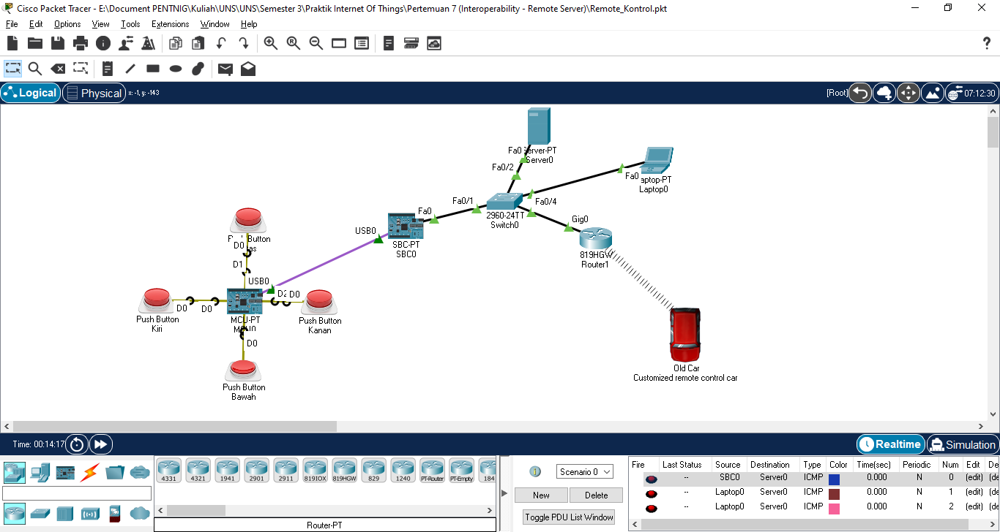 Cisco Packet Tracer - E:\Document PENTNIG\Kuliah\UNS\UNS\Semester 3\Praktik Internet Of Things\Pertemuan 7 (Interoperability - Remote Server)\Remote_Kontrol.pkt
File Edit Options View Tools Extensions Window Help
Logical Physical x: -1, y: -143 [Root] 07:12:30
Fa0 Server-PT
Server0
Fa0/2
Fa0 aptop-PT
Laptop0
Fa0/1 Fa0/4
2960-24TT
Switch0
Fa0
USB0
SBC-PT
SBC0
Gig0
819HGW
Router1
Button
D0 as
D1
USB0
D0 D0
Push Button
Kiri
MCU-PT
D2 D0
Push Button
Kanan
D0
Push Button
Bawah
Old Car
Customized remote control car
Time: 00:14:17 Realtime Simulation
4331 4321 1941 2901 2911 819IOX 819HGW 829 1240 PT-Router PT-Empty 184
Router-PT
1 Scenario 0
New Delete
Toggle PDU List Window
Fire Last Status Source Destination Type Color Time(sec) Periodic Num Edit De
-- SBC0 Server0 ICMP 0.000 N 0 (edit) (de
-- Laptop0 Server0 ICMP 0.000 N 1 (edit) (de
-- Laptop0 Server0 ICMP 0.000 N 2 (edit) (de